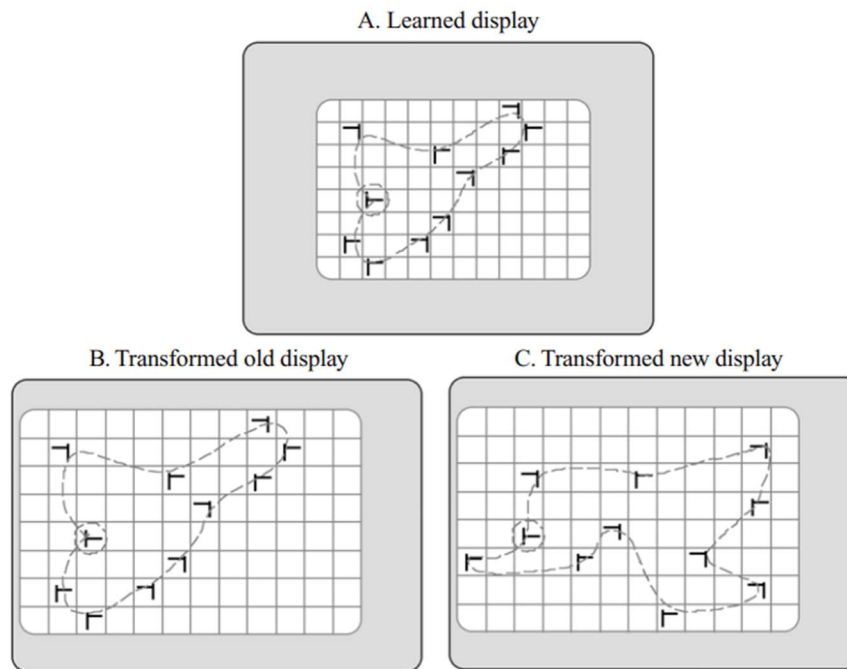 A. Learned display
B. Transformed old display
C. Transformed new display